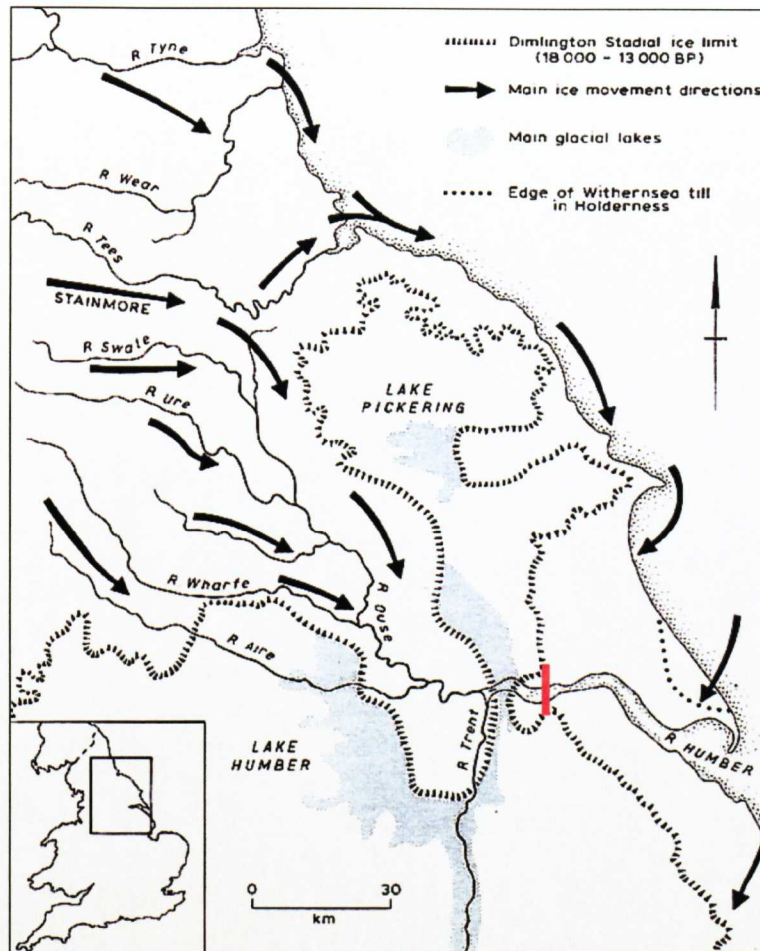 R Tyne
Dimlington Stadial ice limit
(18 000 – 13 000 BP)
Main ice movement directions
Main glacial lakes
R Wear
Edge of Withernsea till
in Holderness
R Tees
STAINMORE
R Swale
R Ure
LAKE
PICKERING
R Wharfe
R Ouse
R Aire
R HUMBER
LAKE
HUMBER
R Trent
0 30
km